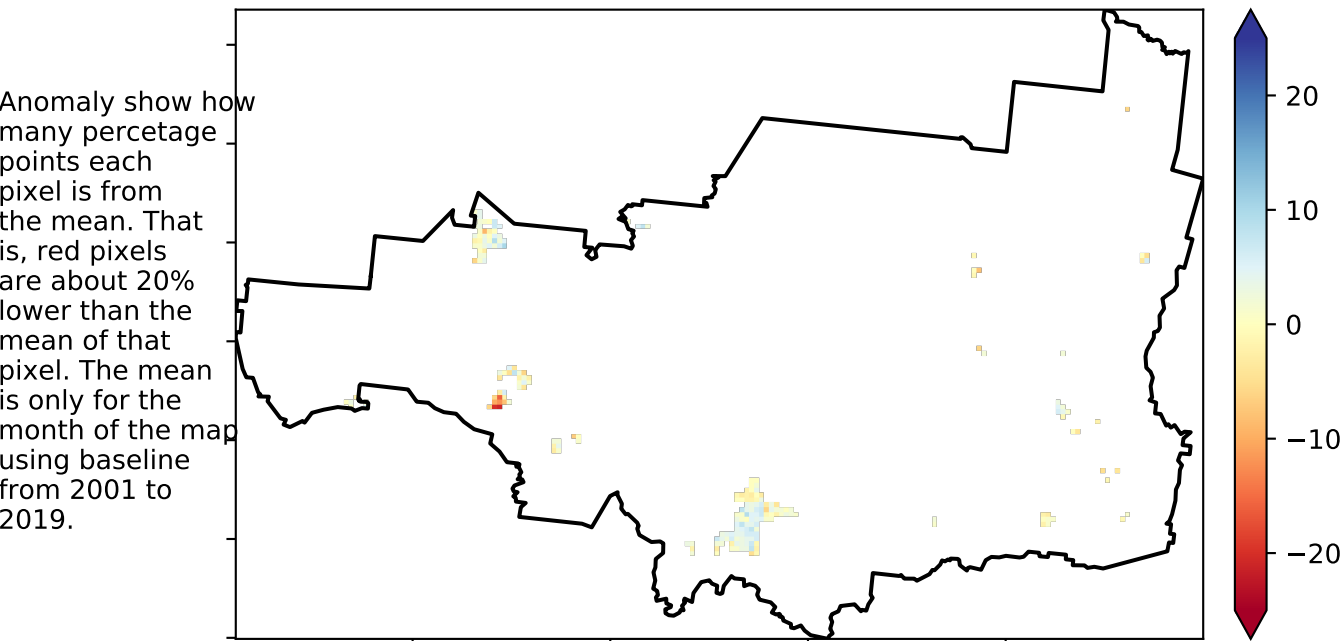 Anomaly show how
many percetage
points each
pixel is from
the mean. That
is, red pixels
are about 20%
lower than the
mean of that
pixel. The mean
is only for the
month of the map
using baseline
from 2001 to
2019.
20
10
0
−10
−20